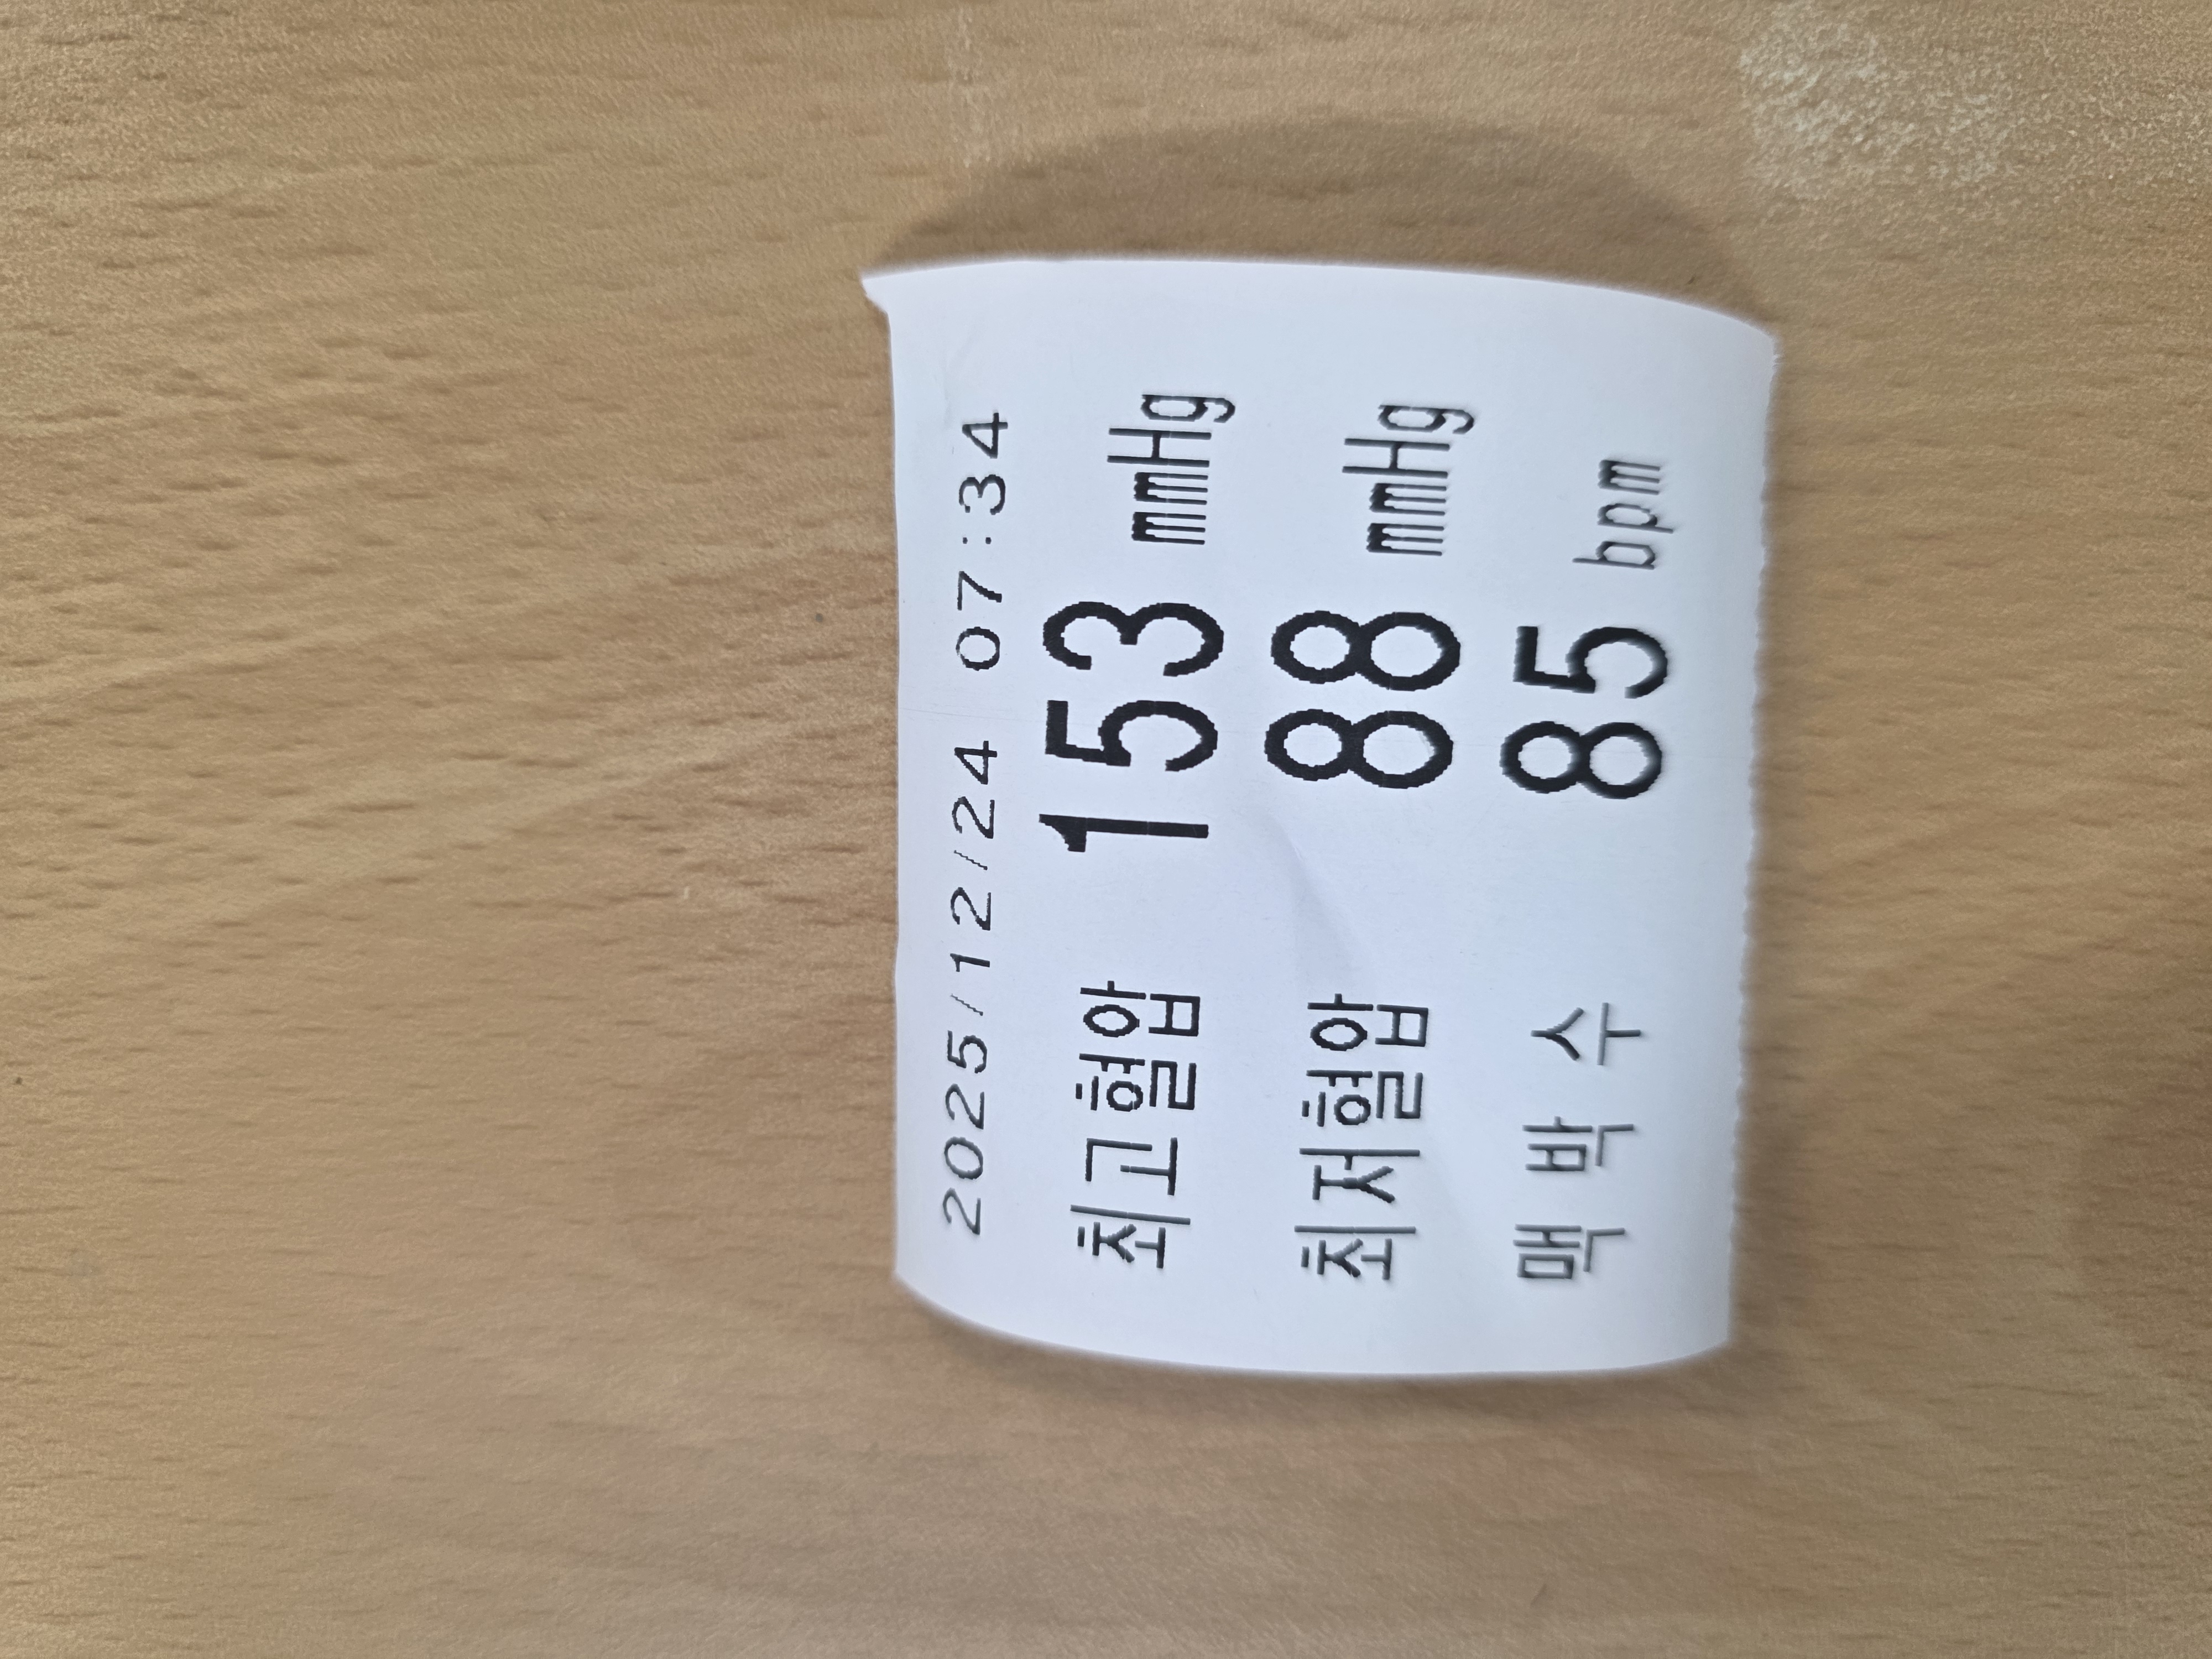 2025/12/24 07:34
최고혈압 153 mmHg
최저혈압 88 mmHg
맥 박 수 85 bpm